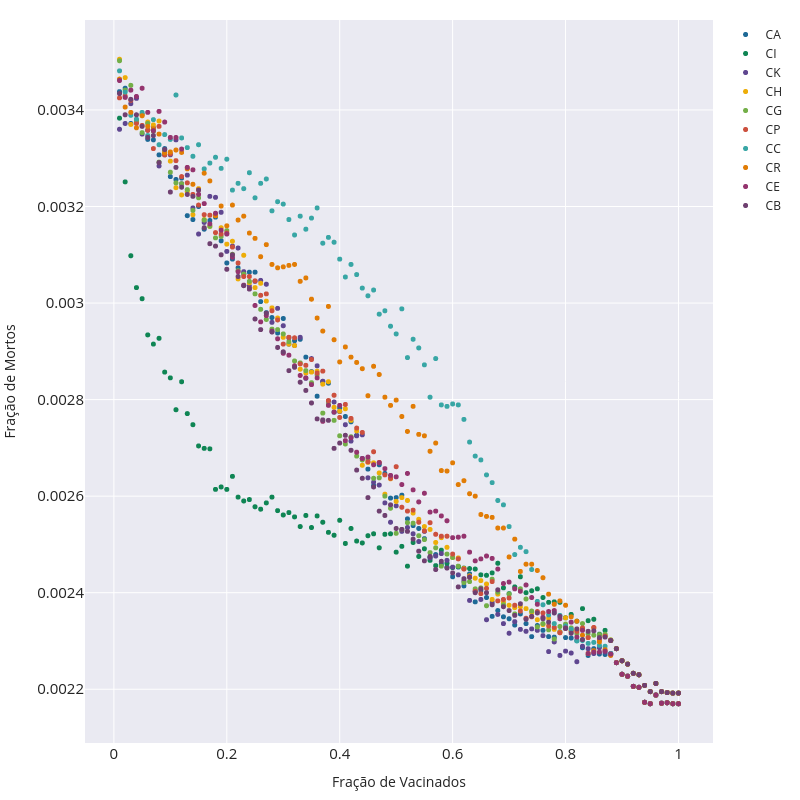 0.0034
0.0032
0.003
0.0028
0.0026
0.0024
0.0022
0
0.2
0.4
0.6
0.8
1
Fração de Vacinados
Fração de Mortos
CA
CI
CK
CH
CG
CP
CC
CR
CE
CB